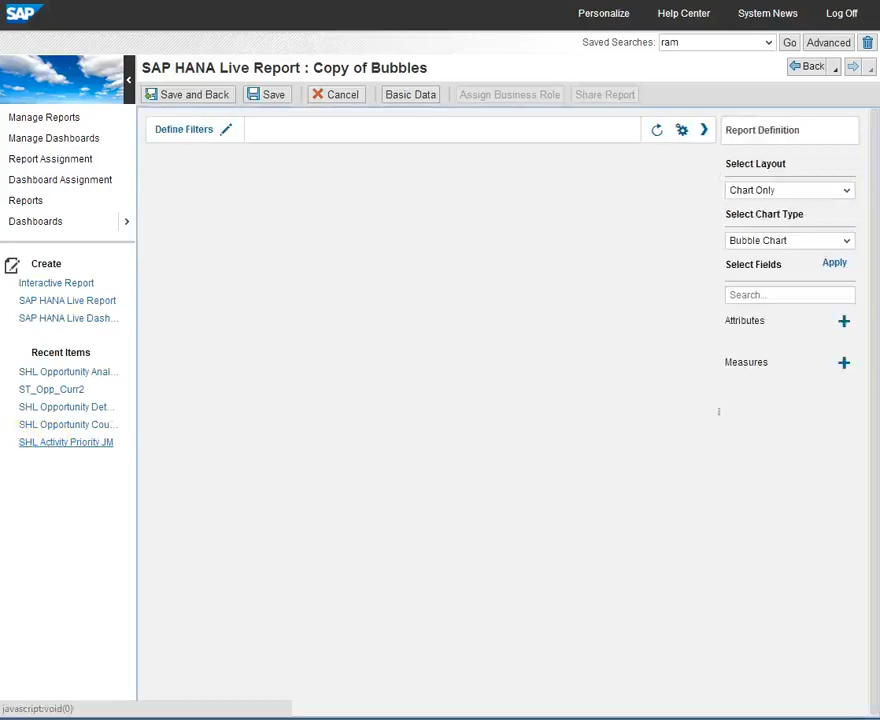 SAP
Personalize Help Center System News Log Off
Saved Searches: ram Go Advanced
SAP HANA Live Report : Copy of Bubbles
Back
Save and Back Save Cancel Basic Data Assign Business Role Share Report
Manage Reports
Manage Dashboards
Report Assignment
Dashboard Assignment
Reports
Dashboards
Create
Interactive Report
SAP HANA Live Report
SAP HANA Live Dash...
Recent Items
SHL Opportunity Anal...
ST_Opp_Curr2
SHL Opportunity Det...
SHL Opportunity Cou...
SHL Activity Priority JM
Define Filters
Report Definition
Select Layout
Chart Only
Select Chart Type
Bubble Chart
Select Fields Apply
Search...
Attributes
Measures
javascript:void(0)